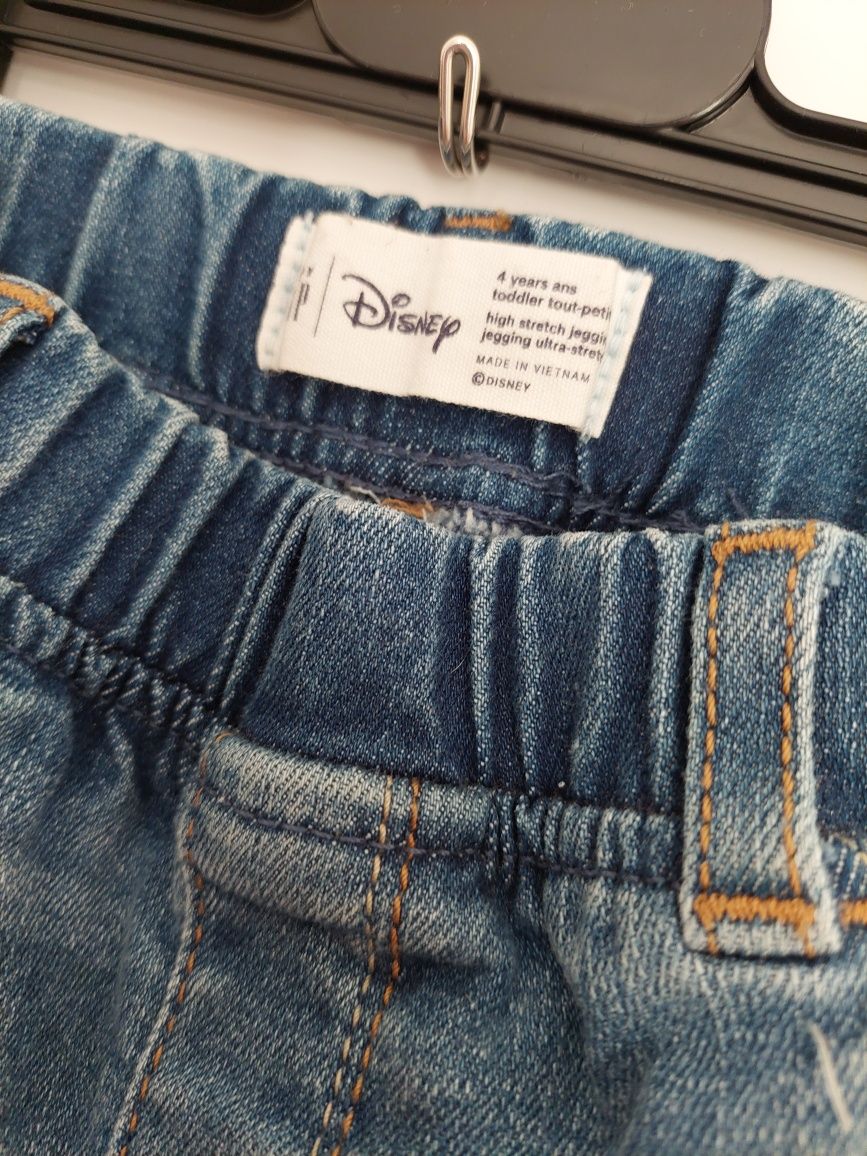 Disney
4 years ans
toddler tout-peti
high stretch jeggi
jegging ultra-stret
MADE IN VIETNAM
©DISNEY